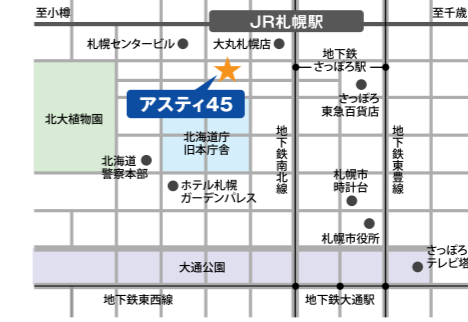 至小樽
JR札幌駅
至千歳
札幌センタービル
大丸札幌店
地下鉄
さっぽろ駅
アスティ45
さっぽろ
東急百貨店
北大植物園
北海道庁
旧本庁舎
地下鉄南北線
地下鉄東豊線
北海道
警察本部
札幌市
時計台
ホテル札幌
ガーデンパレス
札幌市役所
さっぽろ
テレビ塔
大通公園
地下鉄東西線
地下鉄大通駅